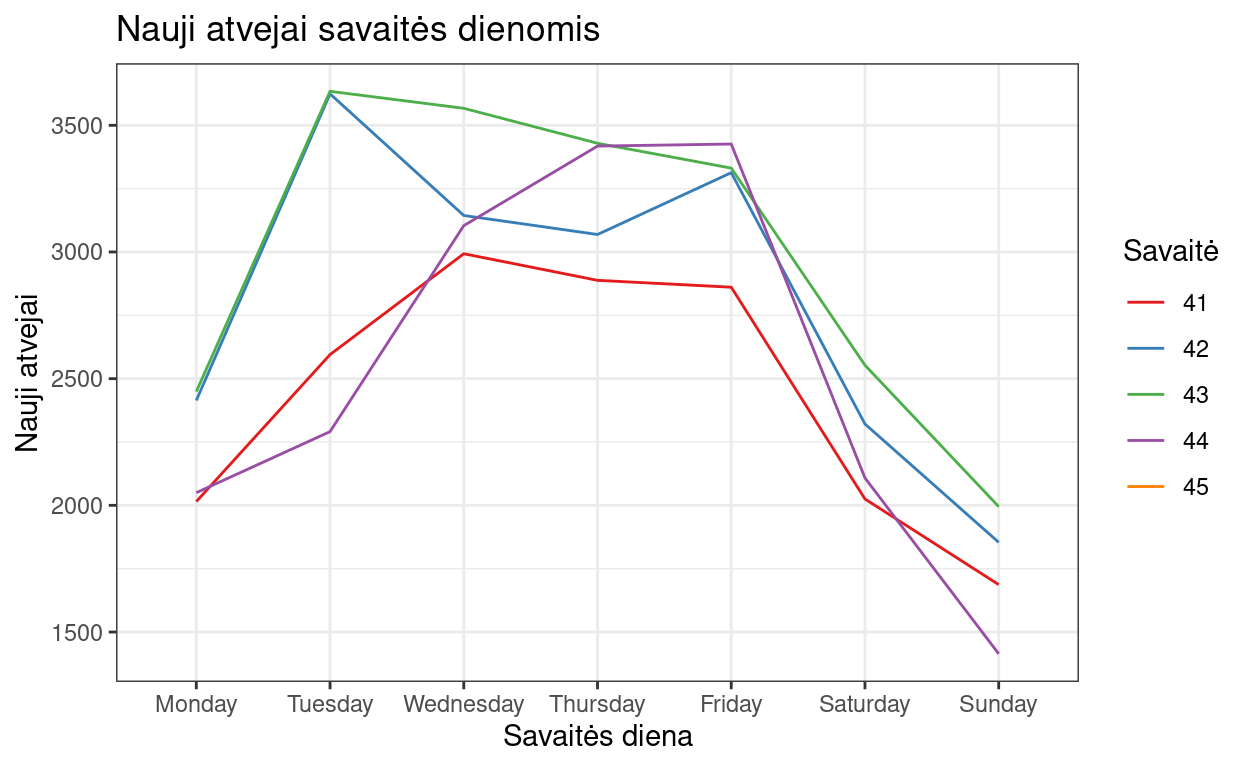 Nauji atvejai savaitės dienomis
Nauji atvejai
3500
3000
2500
2000
1500
Monday Tuesday Wednesday Thursday Friday Saturday Sunday
Savaitės diena
Savaitė
41
42
43
44
45